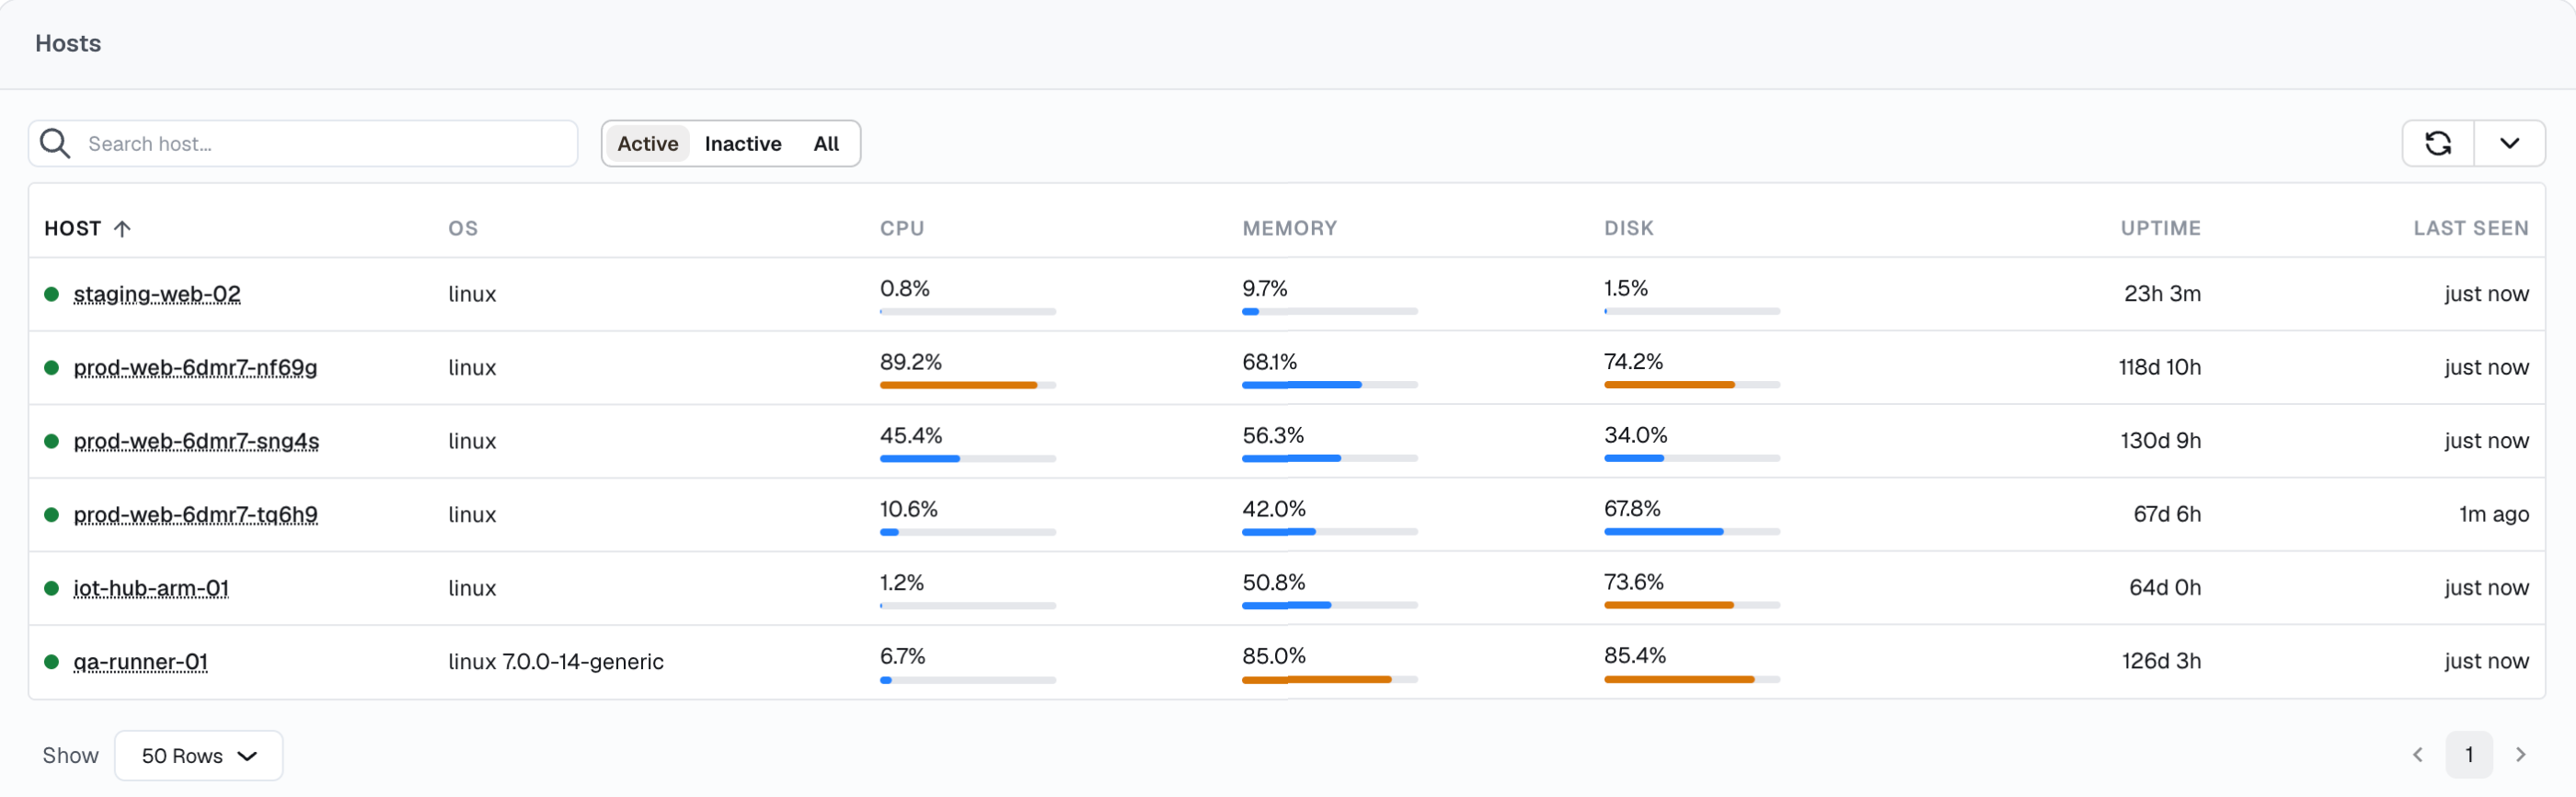 Hosts
Search host...
Active Inactive All
HOST OS CPU MEMORY DISK UPTIME LAST SEEN
staging-web-02 linux 0.8% 9.7% 1.5% 23h 3m just now
prod-web-6dmr7-nf69g linux 89.2% 68.1% 74.2% 118d 10h just now
prod-web-6dmr7-sng4s linux 45.4% 56.3% 34.0% 130d 9h just now
prod-web-6dmr7-tq6h9 linux 10.6% 42.0% 67.8% 67d 6h 1m ago
iot-hub-arm-01 linux 1.2% 50.8% 73.6% 64d 0h just now
qa-runner-01 linux 7.0.0-14-generic 6.7% 85.0% 85.4% 126d 3h just now
Show 50 Rows 1